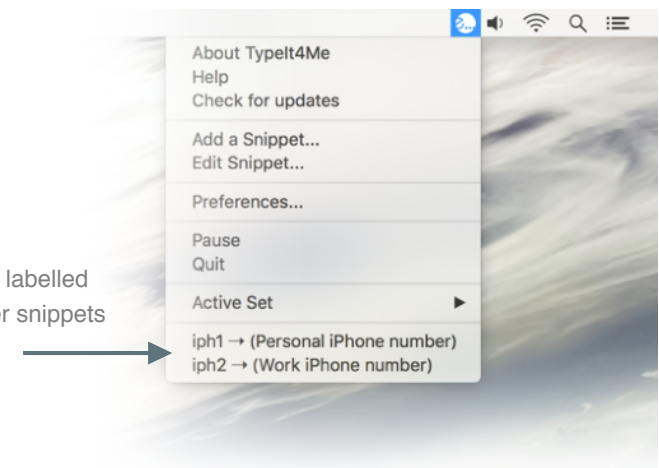 About TypeIt4Me
Help
Check for updates
Add a Snippet...
Edit Snippet...
Preferences...
Pause
Quit
Active Set
labelled
snippets
iph1 → (Personal iPhone number)
iph2 → (Work iPhone number)